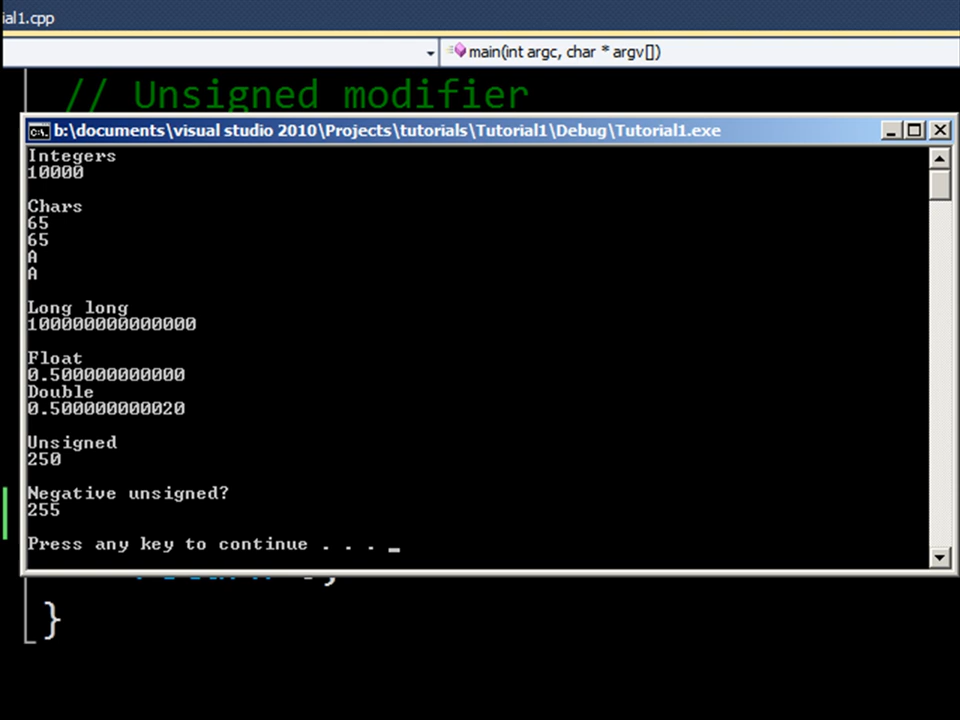 ial1.cpp
main(int argc, char * argv[])
// Unsigned modifier
b:\documents\visual studio 2010\Projects\tutorials\Tutorial1\Debug\Tutorial1.exe
Integers
10000
Chars
65
65
A
A
Long long
100000000000000
Float
0.500000000000
Double
0.500000000020
Unsigned
250
Negative unsigned?
255
Press any key to continue . . . _
}